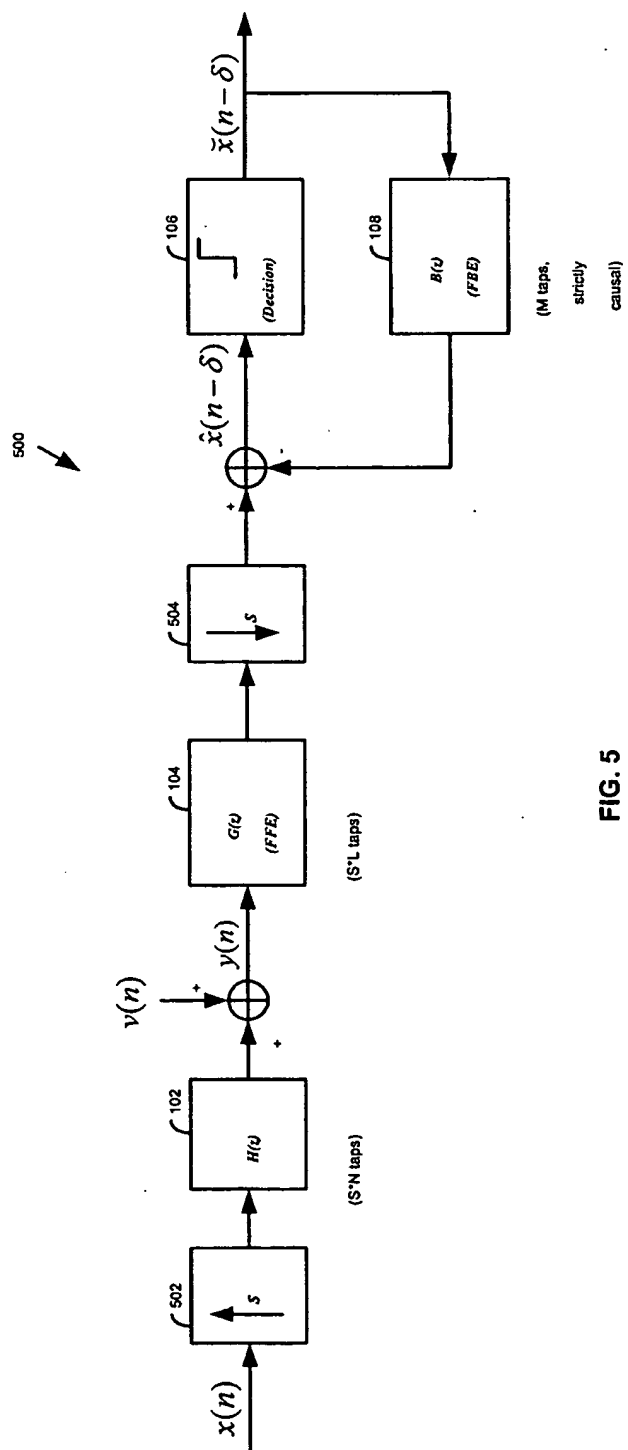 500
x(n)
502
s
102
H(t)
(S*N taps)
v(n)
+
+
y(n)
104
G(t)
(FFE)
(S*L taps)
504
s
+
-
x̂(n−δ)
106
(Decision)
x̆(n−δ)
108
B(t)
(FBE)
(M taps,
strictly
causal)
FIG. 5